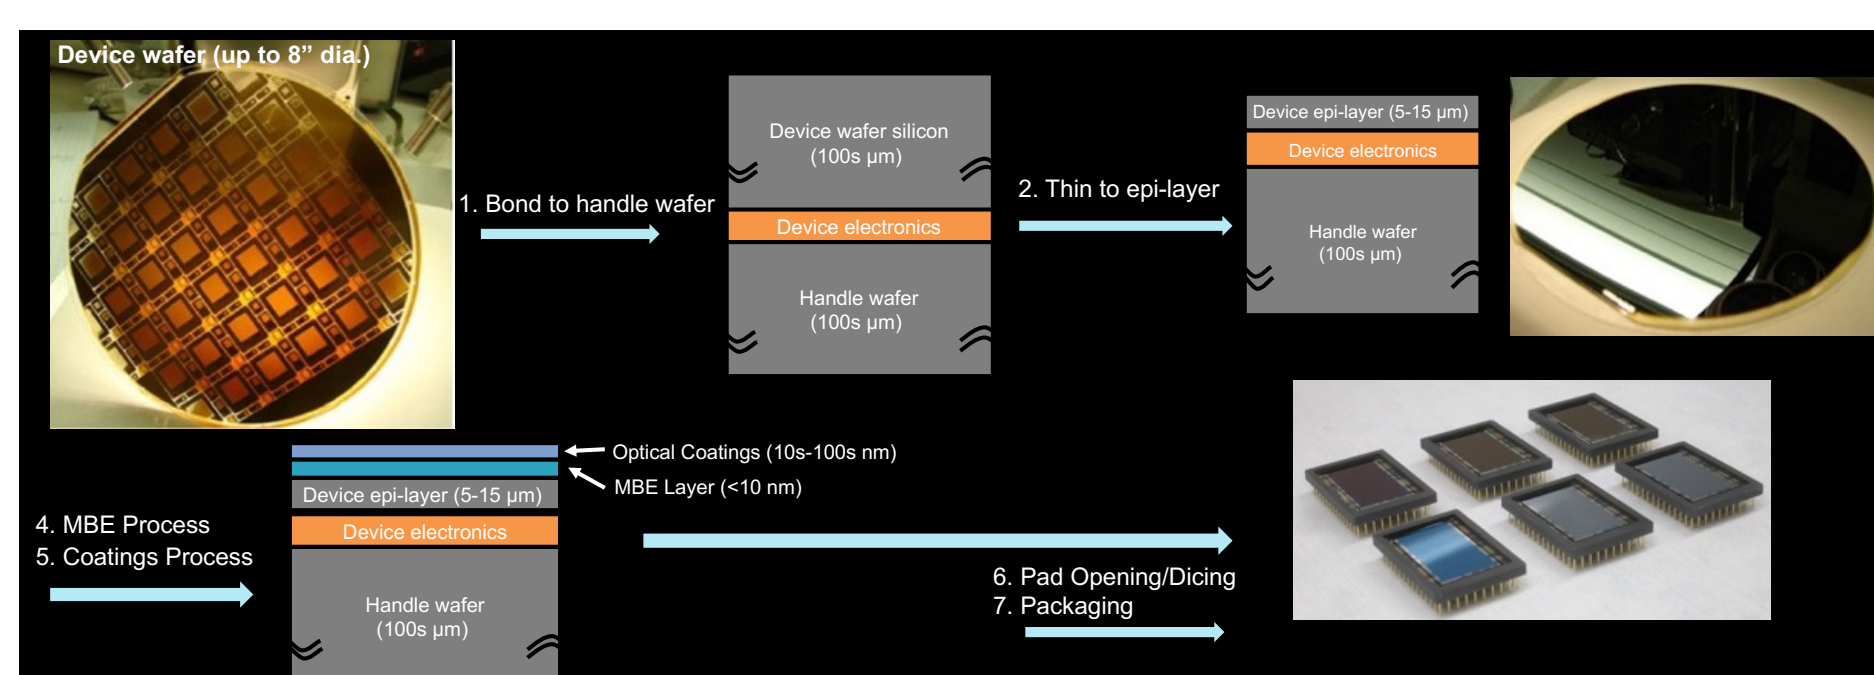 Device wafer (up to 8” dia.)
1. Bond to handle wafer
Device wafer silicon
(100s µm)
Device electronics
Handle wafer
(100s µm)
2. Thin to epi-layer
Device epi-layer (5-15 µm)
Device electronics
Handle wafer
(100s µm)
4. MBE Process
5. Coatings Process
Optical Coatings (10s-100s nm)
MBE Layer (<10 nm)
Device epi-layer (5-15 µm)
Device electronics
Handle wafer
(100s µm)
6. Pad Opening/Dicing
7. Packaging